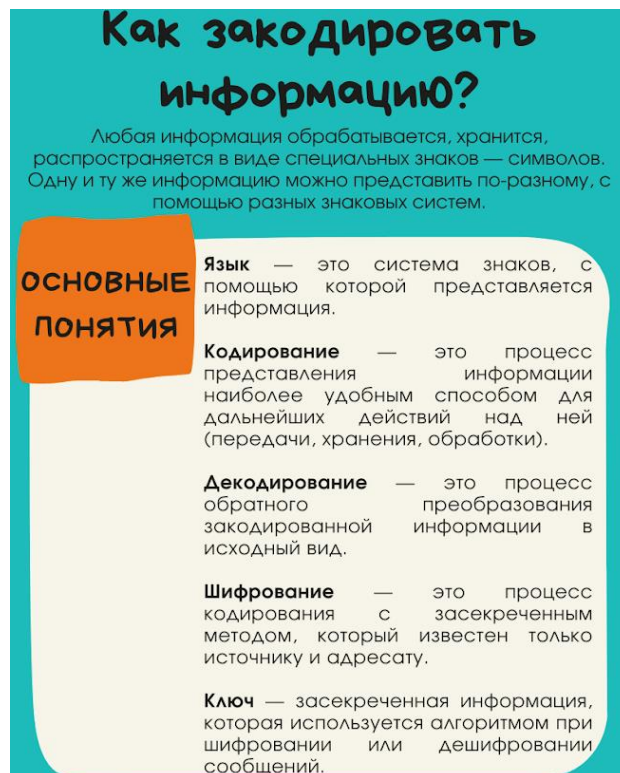 Как закодировать
информацию?
Любая информация обрабатывается, хранится,
распространяется в виде специальных знаков — символов.
Одну и ту же информацию можно представить по-разному, с
помощью разных знаковых систем.
ОСНОВНЫЕ
ПОНЯТИЯ
Язык — это система знаков, с
помощью которой представляется
информация.
Кодирование — это процесс
представления информации
наиболее удобным способом для
дальнейших действий над ней
(передачи, хранения, обработки).
Декодирование — это процесс
обратного преобразования
закодированной информации в
исходный вид.
Шифрование — это процесс
кодирования с засекреченным
методом, который известен только
источнику и адресату.
Ключ — засекреченная информация,
которая используется алгоритмом при
шифровании или дешифровании
сообщений.